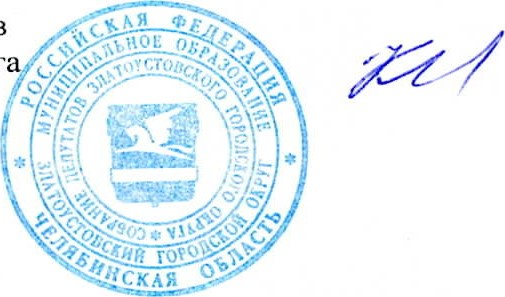 в
га
РОССИЙСКАЯ ФЕДЕРАЦИЯ
* ЧЕЛЯБИНСКАЯ ОБЛАСТЬ *
МУНИЦИПАЛЬНОЕ ОБРАЗОВАНИЕ
ЗЛАТОУСТОВСКИЙ ГОРОДСКОЙ ОКРУГ
СОБРАНИЕ ДЕПУТАТОВ ЗЛАТОУСТОВСКОГО ГОРОДСКОГО ОКРУГА *